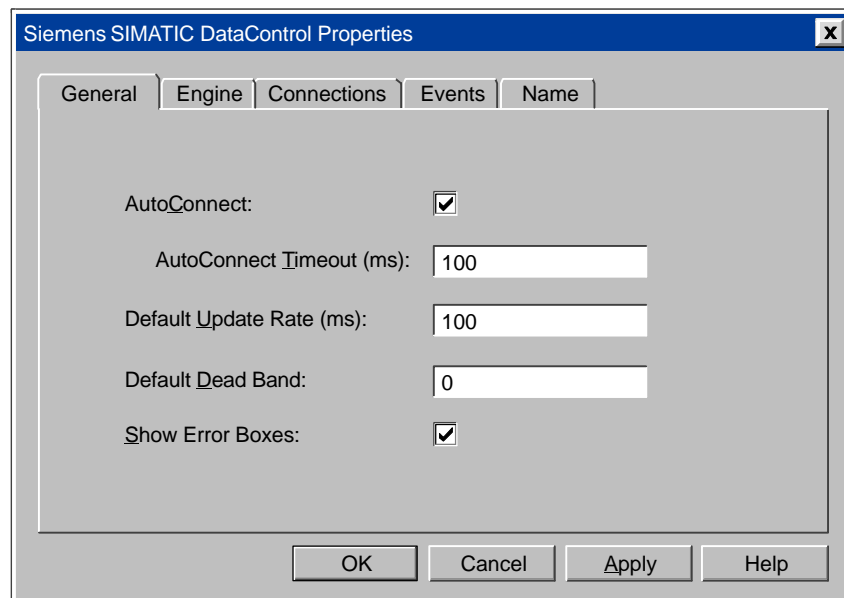 Siemens SIMATIC DataControl Properties
General Engine Connections Events Name
AutoConnect:
AutoConnect Timeout (ms): 100
Default Update Rate (ms): 100
Default Dead Band: 0
Show Error Boxes:
OK Cancel Apply Help